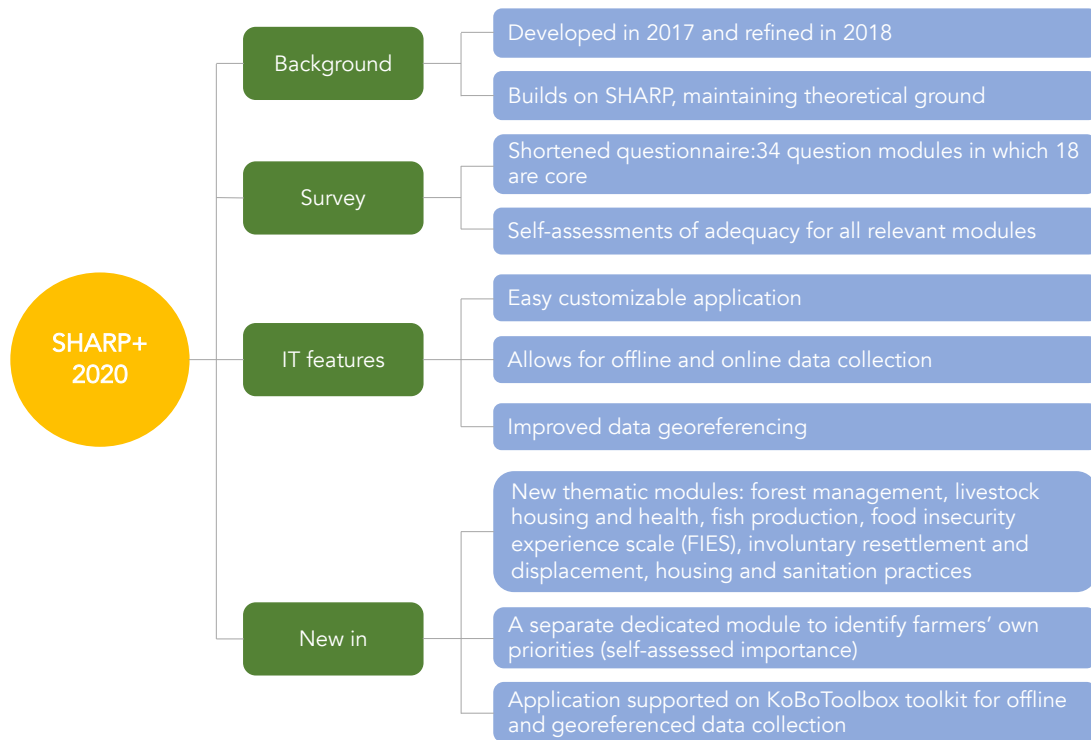 SHARP+
2020
Background
Developed in 2017 and refined in 2018
Builds on SHARP, maintaining theoretical ground
Survey
Shortened questionnaire:34 question modules in which 18
are core
Self-assessments of adequacy for all relevant modules
IT features
Easy customizable application
Allows for offline and online data collection
Improved data georeferencing
New in
New thematic modules: forest management, livestock
housing and health, fish production, food insecurity
experience scale (FIES), involuntary resettlement and
displacement, housing and sanitation practices
A separate dedicated module to identify farmers’ own
priorities (self-assessed importance)
Application supported on KoBoToolbox toolkit for offline
and georeferenced data collection